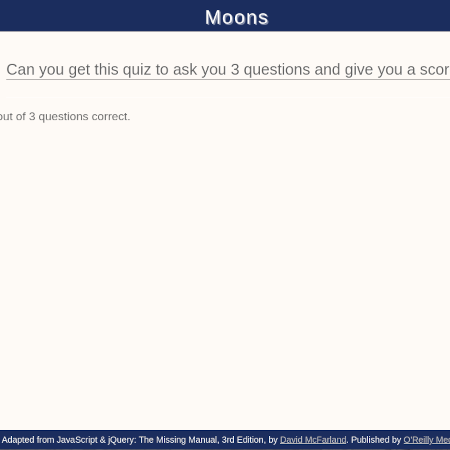 Moons
Can you get this quiz to ask you 3 questions and give you a scor
out of 3 questions correct.
Adapted from JavaScript & jQuery: The Missing Manual, 3rd Edition, by David McFarland. Published by O'Reilly Med